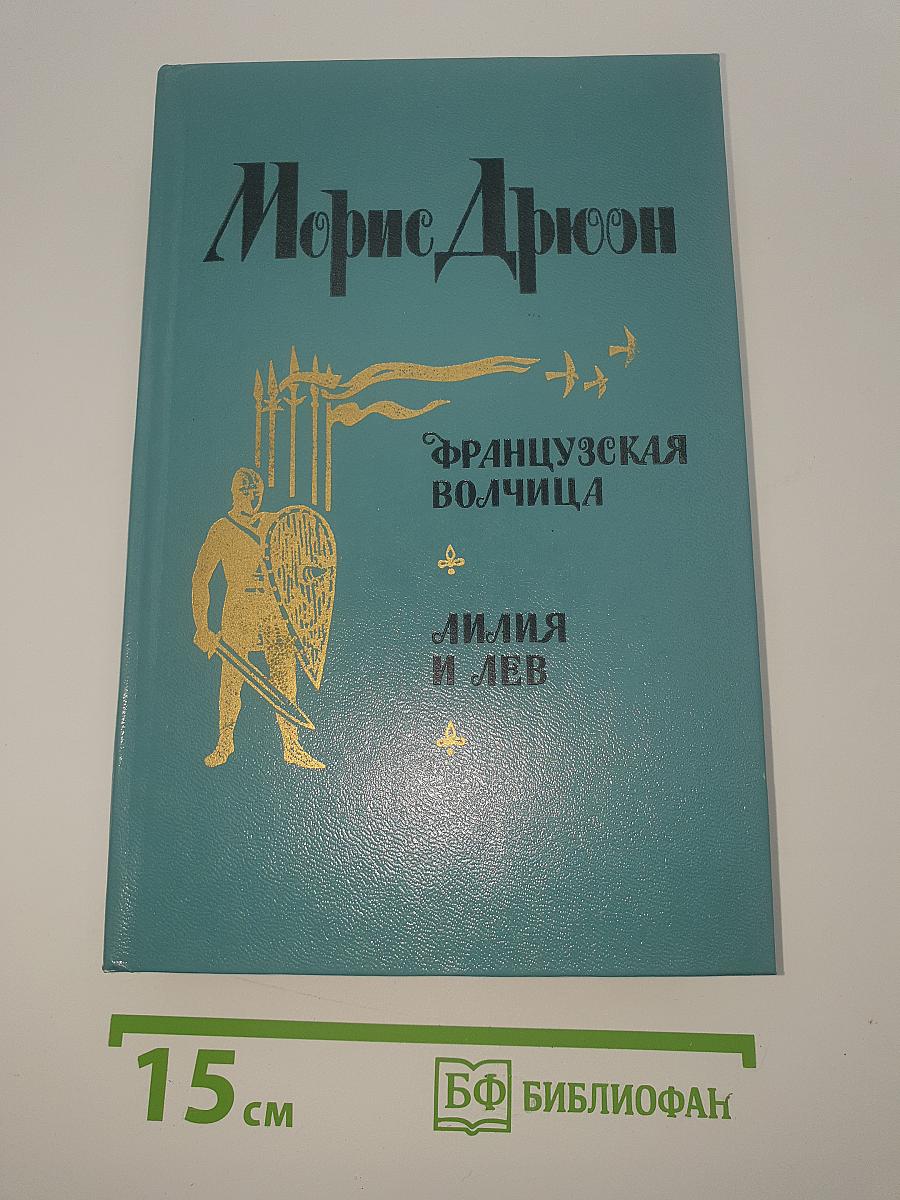 Морис Дрюон
ФРАНЦУЗСКАЯ
ВОЛЧИЦА
ЛИЛИЯ
И ЛЕВ
15 см
БФ БИБЛИОФАН